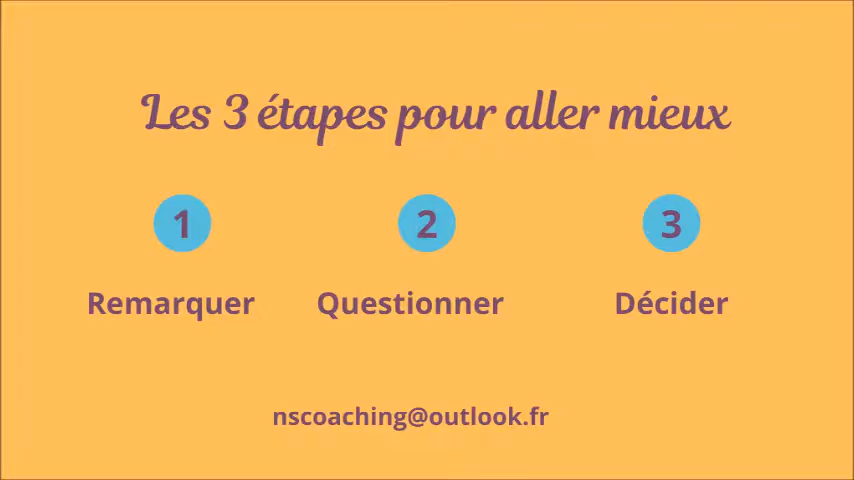 Les 3 étapes pour aller mieux
1 2 3
Remarquer Questionner Décider
nscoaching@outlook.fr